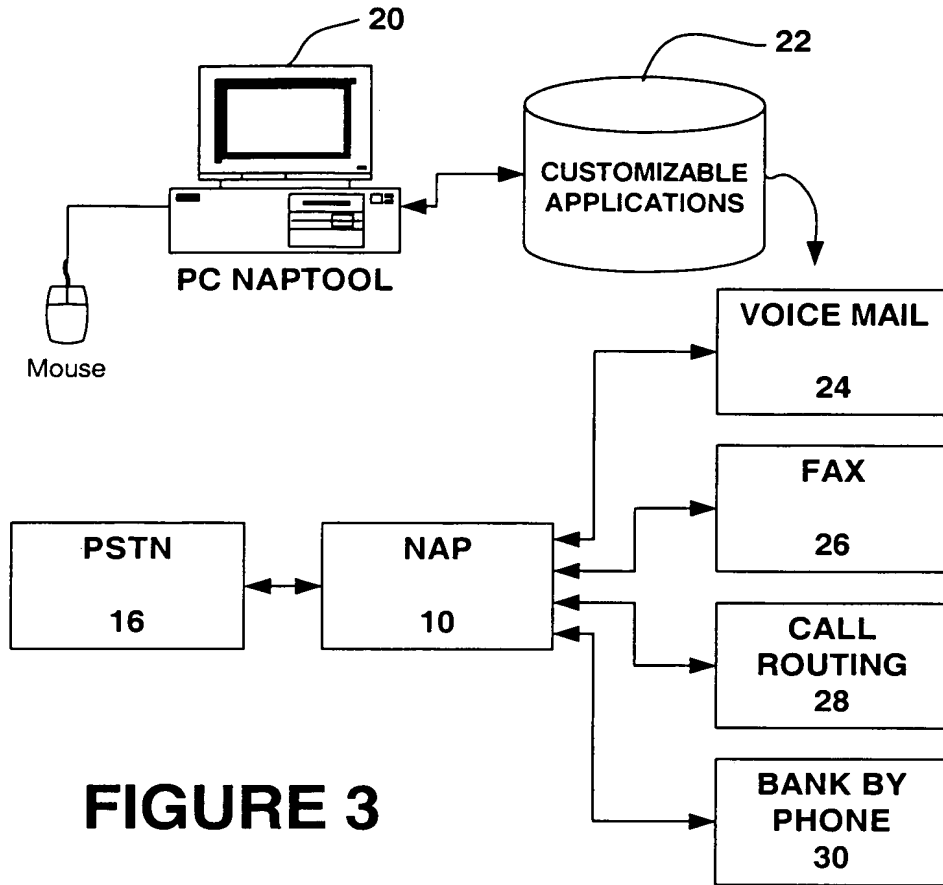 20
22
CUSTOMIZABLE
APPLICATIONS
PC NAPTOOL
Mouse
VOICE MAIL
24
FAX
26
PSTN
16
NAP
10
CALL
ROUTING
28
BANK BY
PHONE
30
FIGURE 3